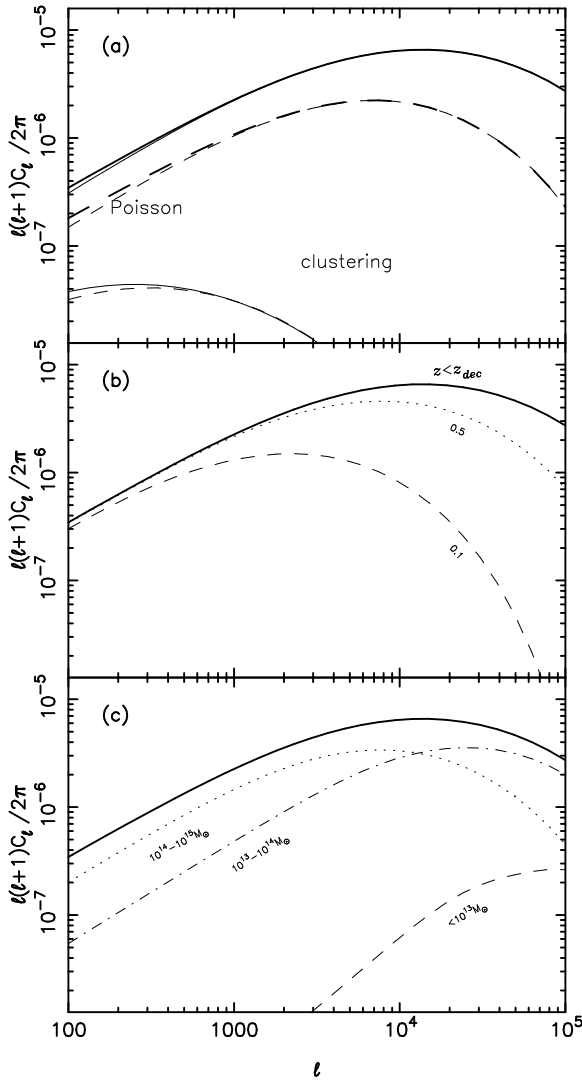 (a)
10⁻⁵
10⁻⁶
10⁻⁷
ℓ(ℓ+1)Cℓ/2π
Poisson
clustering
(b)
10⁻⁵
10⁻⁶
10⁻⁷
ℓ(ℓ+1)Cℓ/2π
z<z_dec
0.5
0.1
(c)
10⁻⁵
10⁻⁶
10⁻⁷
ℓ(ℓ+1)Cℓ/2π
10¹⁴−10¹⁵M⊙
10¹³−10¹⁴M⊙
<10¹³M⊙
100 1000 10⁴ 10⁵
ℓ